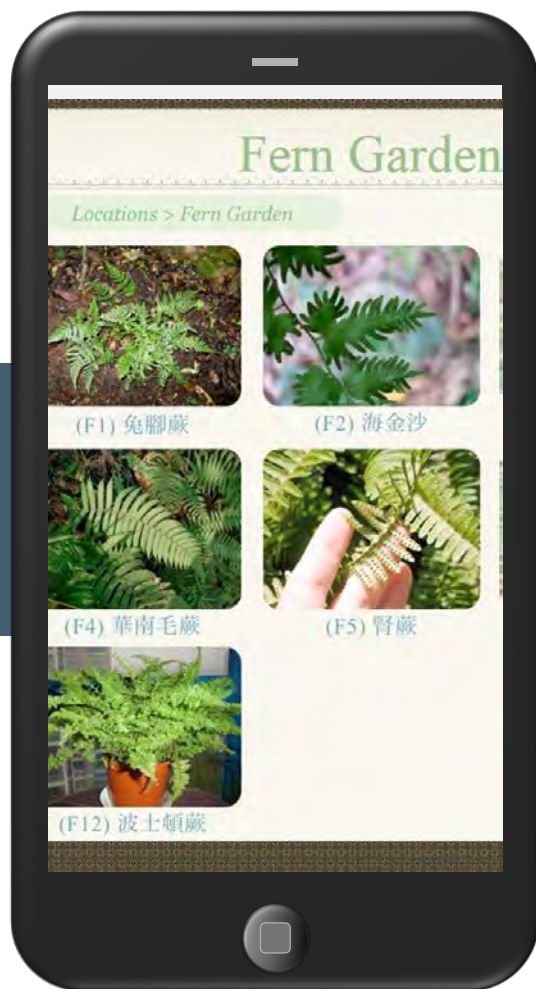 Fern Garden
Locations > Fern Garden
(F1) 兔腳蕨
(F2) 海金沙
(F4) 華南毛蕨
(F5) 腎蕨
(F12) 波士頓蕨